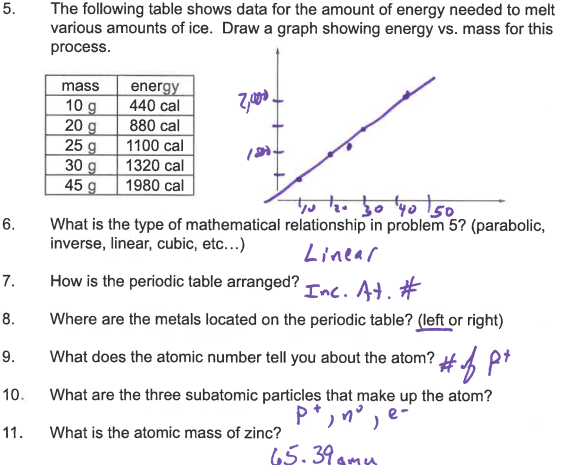 5. The following table shows data for the amount of energy needed to melt
various amounts of ice. Draw a graph showing energy vs. mass for this
process.
mass energy
10 g 440 cal
20 g 880 cal
25 g 1100 cal
30 g 1320 cal
45 g 1980 cal
2,000
10 20 30 40 50
6. What is the type of mathematical relationship in problem 5? (parabolic,
inverse, linear, cubic, etc…)
Linear
7. How is the periodic table arranged? Inc. At. #
8. Where are the metals located on the periodic table? (left or right)
9. What does the atomic number tell you about the atom? # of p+
10. What are the three subatomic particles that make up the atom?
p+, n°, e-
11. What is the atomic mass of zinc?
65.39 amu